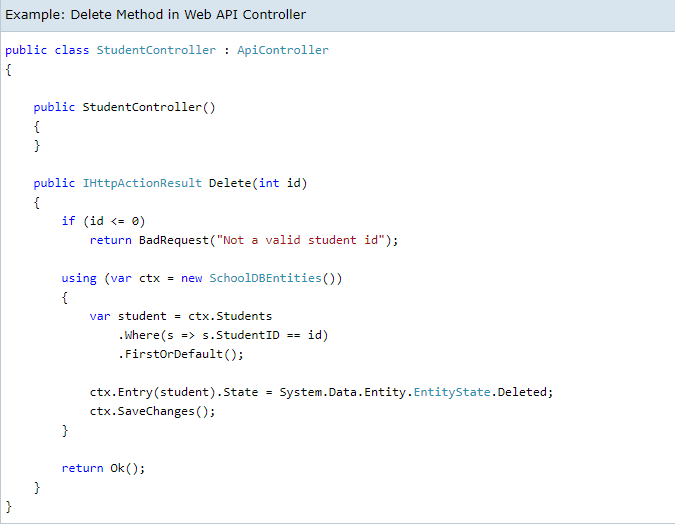 Example: Delete Method in Web API Controller
public class StudentController : ApiController
{
public StudentController()
{
}
public IHttpActionResult Delete(int id)
{
if (id <= 0)
return BadRequest("Not a valid student id");
using (var ctx = new SchoolDBEntities())
{
var student = ctx.Students
.Where(s => s.StudentID == id)
.FirstOrDefault();
ctx.Entry(student).State = System.Data.Entity.EntityState.Deleted;
ctx.SaveChanges();
}
return Ok();
}
}